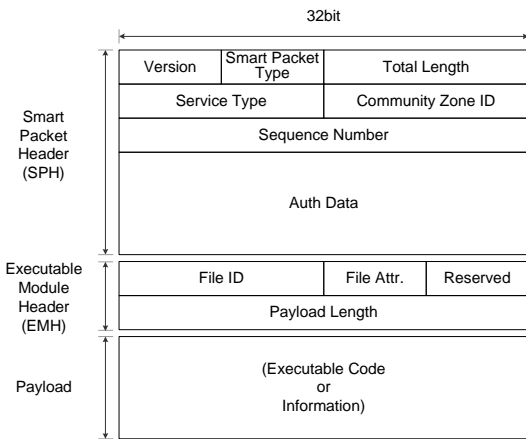 32bit
Smart
Packet
Header
(SPH)
Version
Smart Packet
Type
Total Length
Service Type
Community Zone ID
Sequence Number
Auth Data
Executable
Module
Header
(EMH)
File ID
File Attr.
Reserved
Payload Length
Payload
(Executable Code
or
Information)